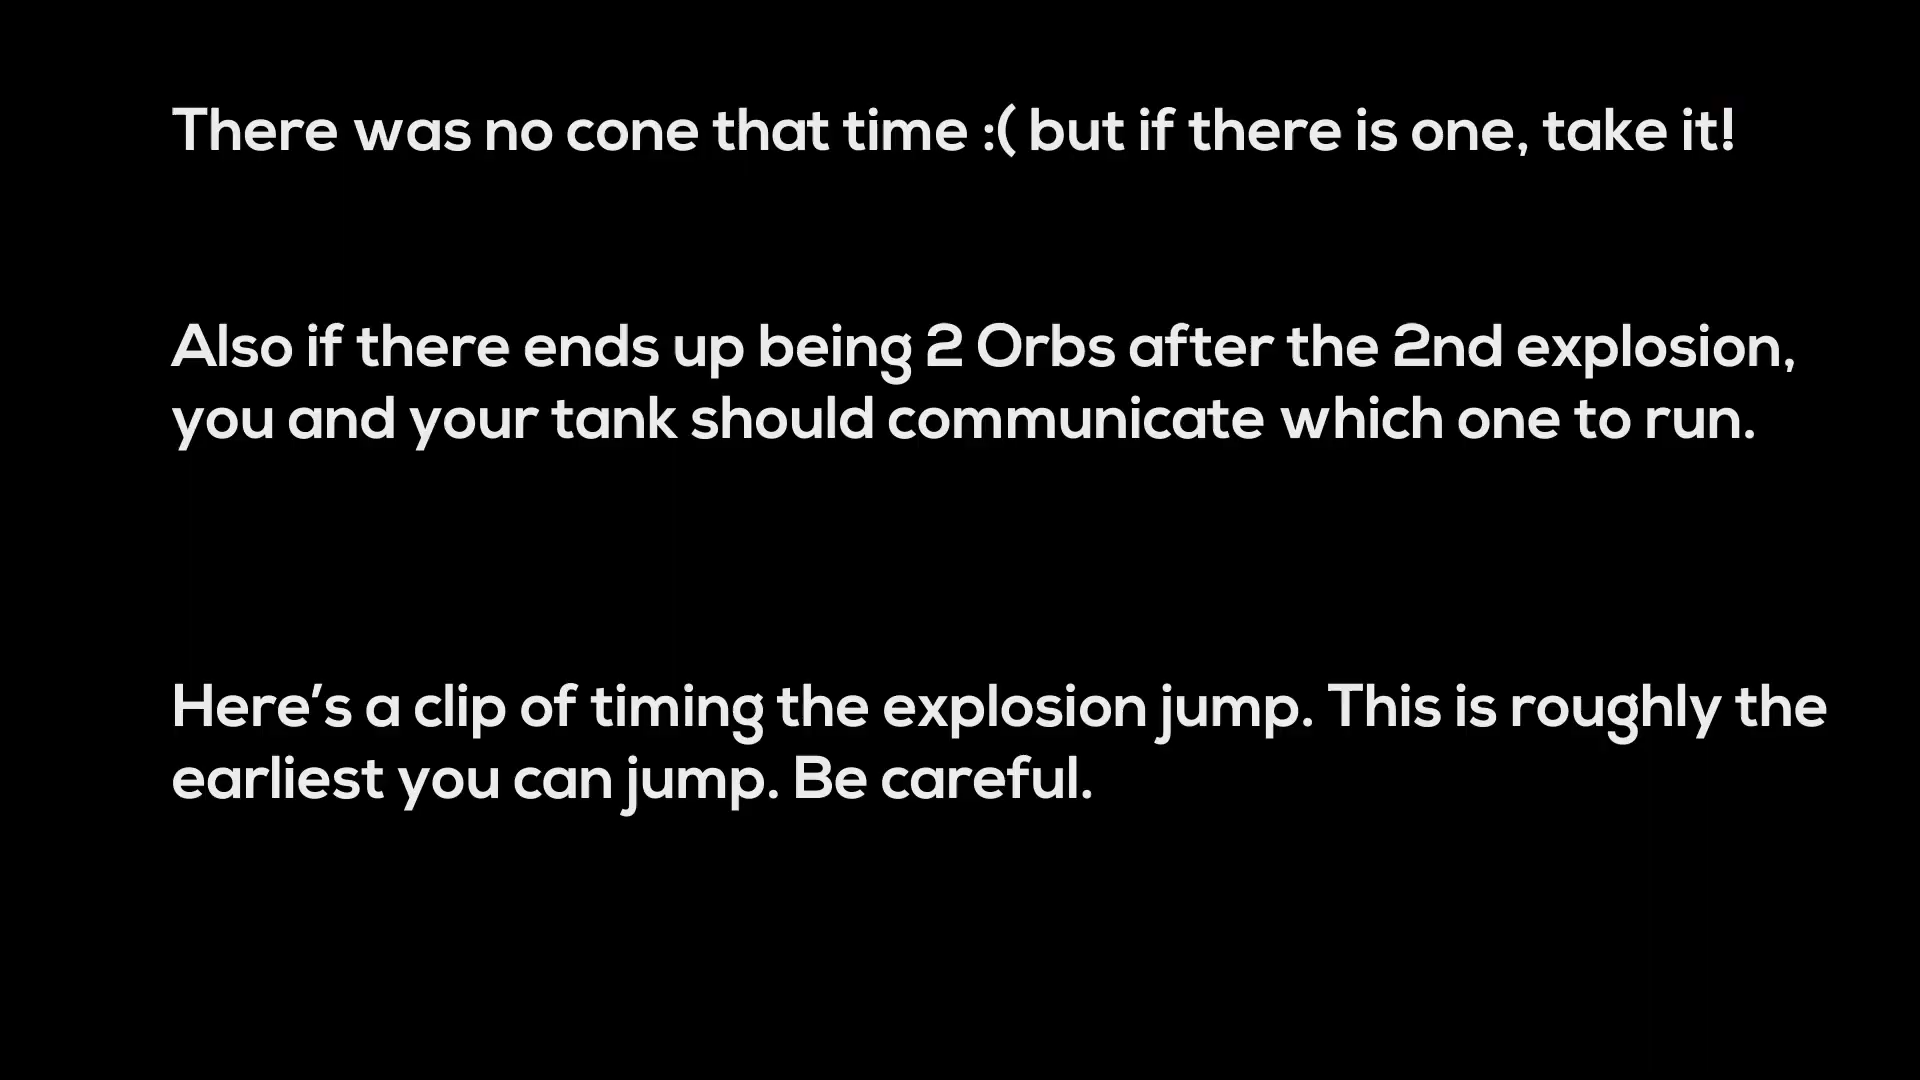 There was no cone that time :( but if there is one, take it!
Also if there ends up being 2 Orbs after the 2nd explosion,
you and your tank should communicate which one to run.
Here’s a clip of timing the explosion jump. This is roughly the
earliest you can jump. Be careful.